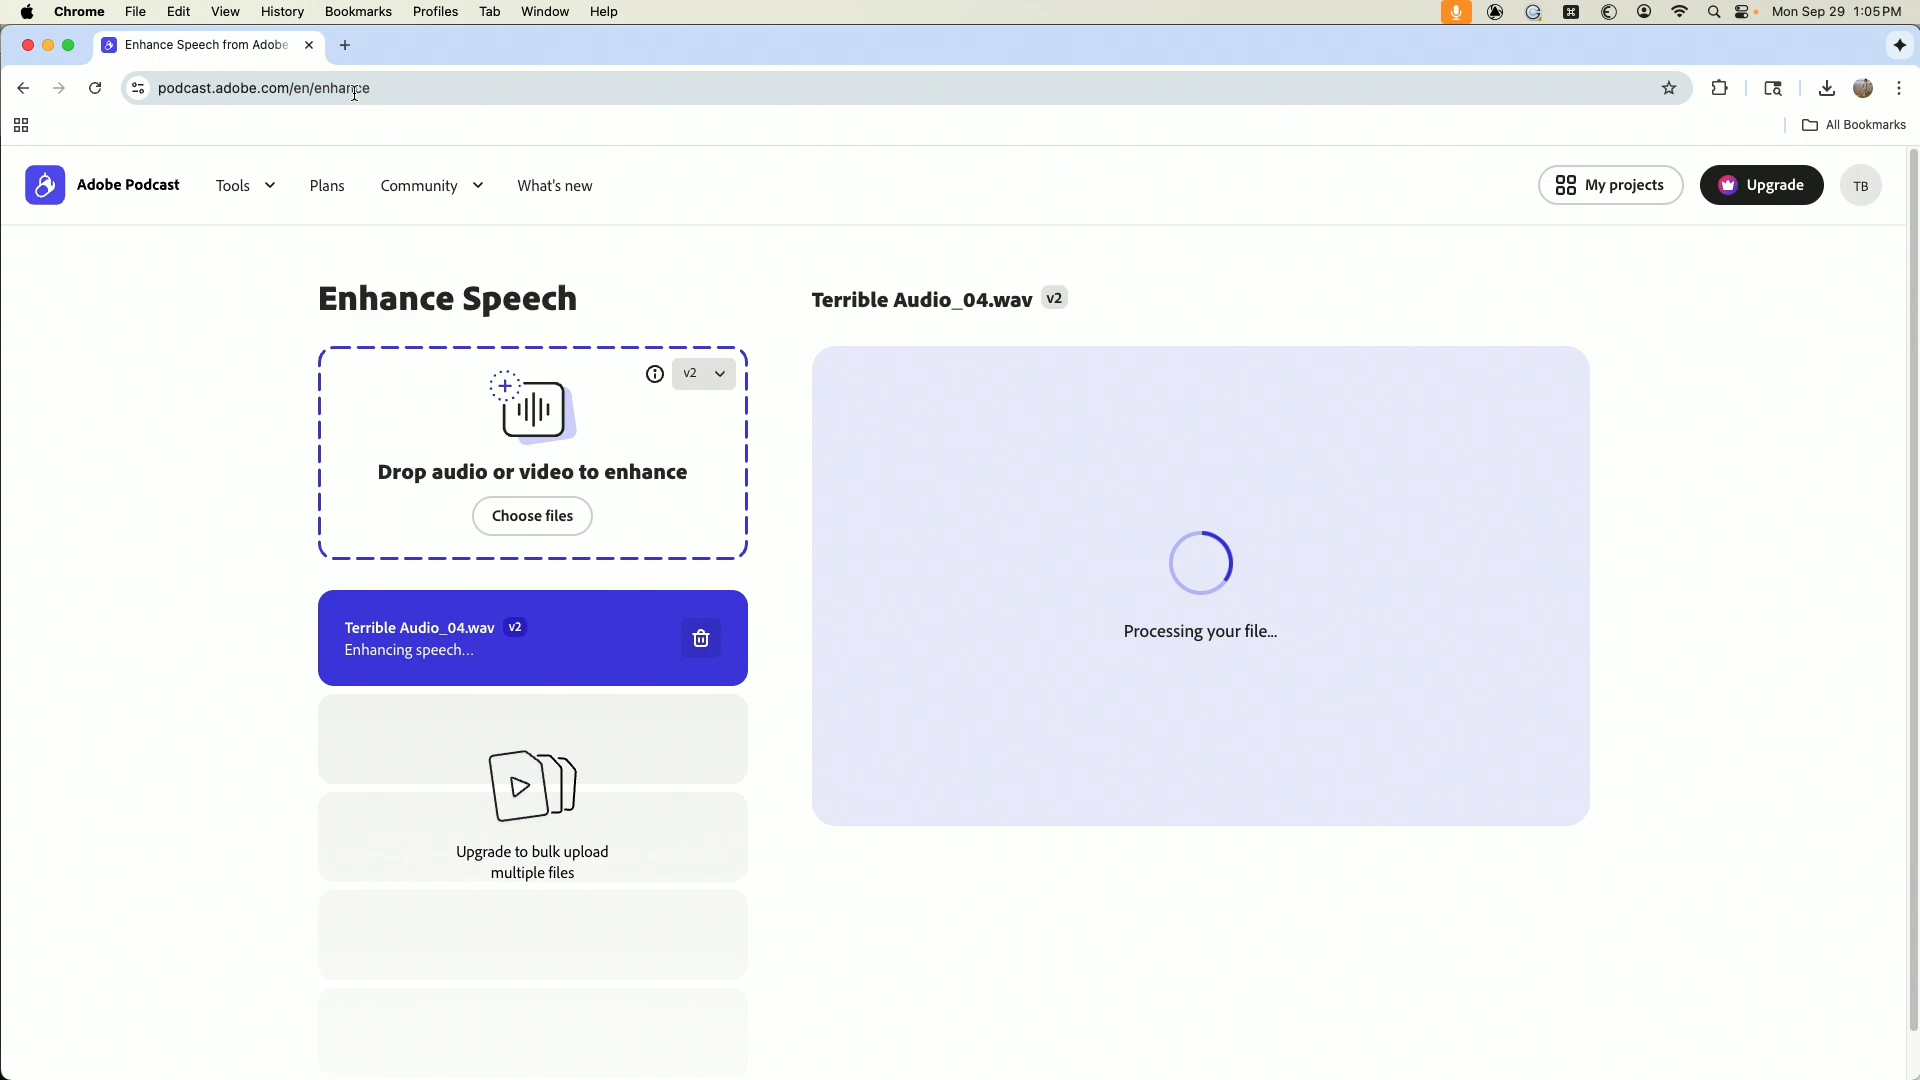 Chrome File Edit View History Bookmarks Profiles Tab Window Help Mon Sep 29 1:05 PM
Enhance Speech from Adobe
podcast.adobe.com/en/enhance
All Bookmarks
Adobe Podcast Tools Plans Community What's new My projects Upgrade TB
Enhance Speech
Terrible Audio_04.wav v2
v2
Drop audio or video to enhance
Choose files
Terrible Audio_04.wav v2
Enhancing speech...
Processing your file...
Upgrade to bulk upload
multiple files